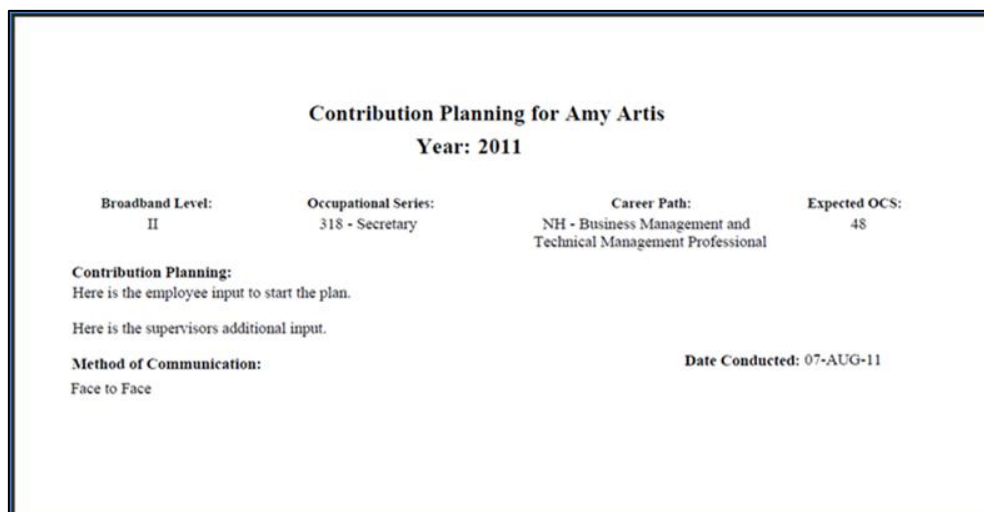 Contribution Planning for Amy Artis
Year: 2011
Broadband Level: Occupational Series: Career Path: Expected OCS:
II 318 - Secretary NH - Business Management and 48
Technical Management Professional
Contribution Planning:
Here is the employee input to start the plan.
Here is the supervisors additional input.
Method of Communication: Date Conducted: 07-AUG-11
Face to Face